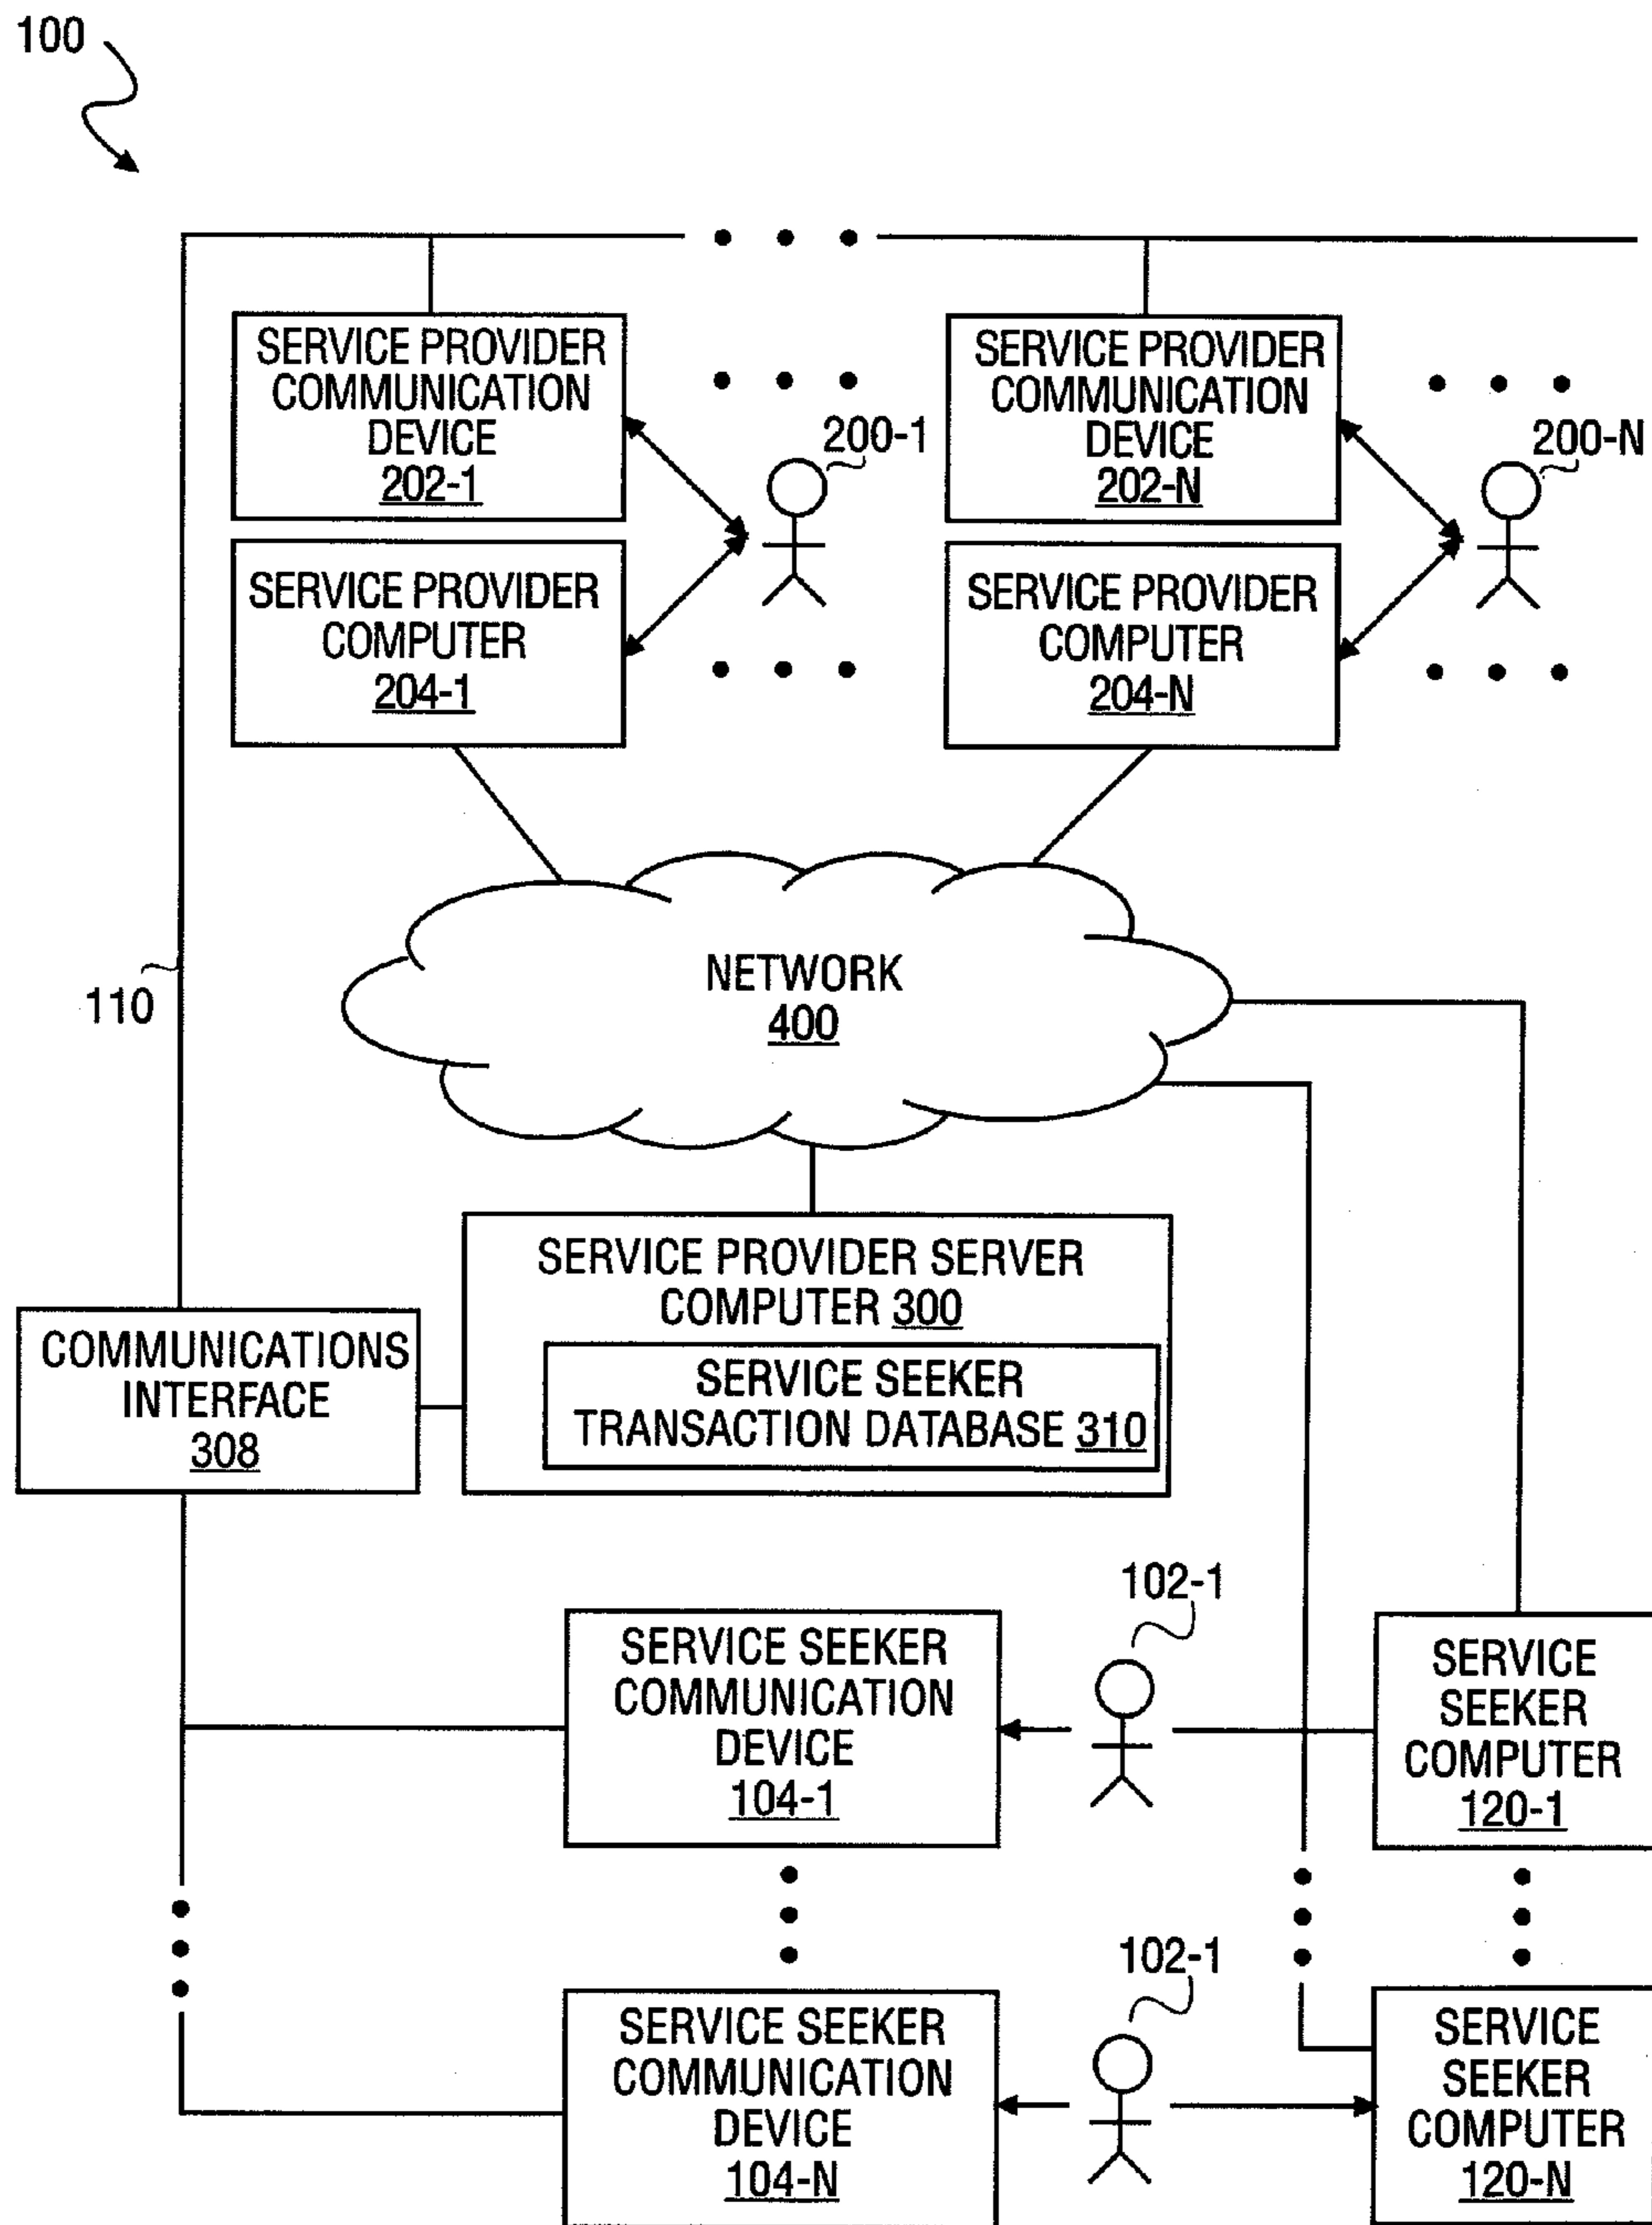 100
SERVICE PROVIDER
COMMUNICATION
DEVICE
202-1
200-1
SERVICE PROVIDER
COMMUNICATION
DEVICE
202-N
200-N
SERVICE PROVIDER
COMPUTER
204-1
SERVICE PROVIDER
COMPUTER
204-N
NETWORK
400
110
SERVICE PROVIDER SERVER
COMPUTER 300
SERVICE SEEKER
TRANSACTION DATABASE 310
COMMUNICATIONS
INTERFACE
308
102-1
SERVICE SEEKER
COMMUNICATION
DEVICE
104-1
SERVICE
SEEKER
COMPUTER
120-1
102-1
SERVICE SEEKER
COMMUNICATION
DEVICE
104-N
SERVICE
SEEKER
COMPUTER
120-N